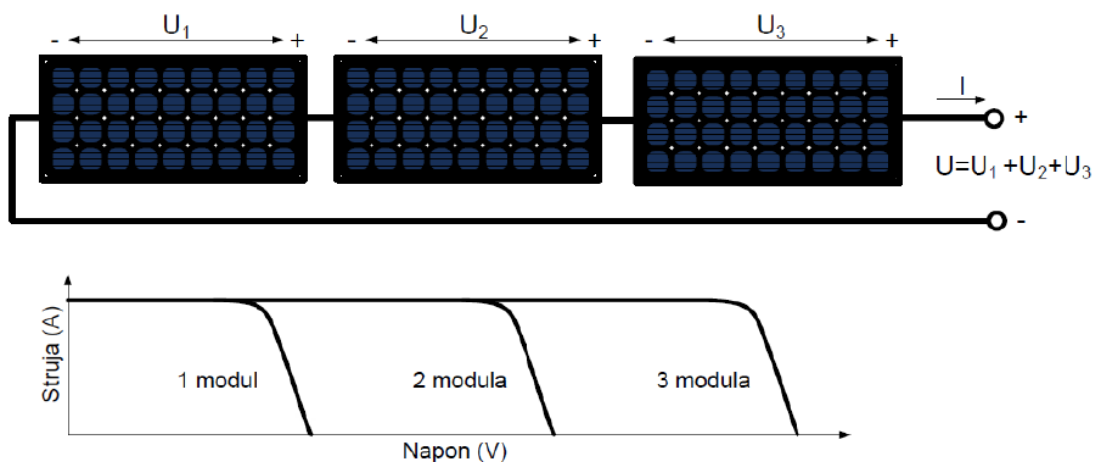 U₁ U₂ U₃
- + - + - +
I
+
U=U₁ +U₂+U₃
-
Struja (A)
1 modul 2 modula 3 modula
Napon (V)